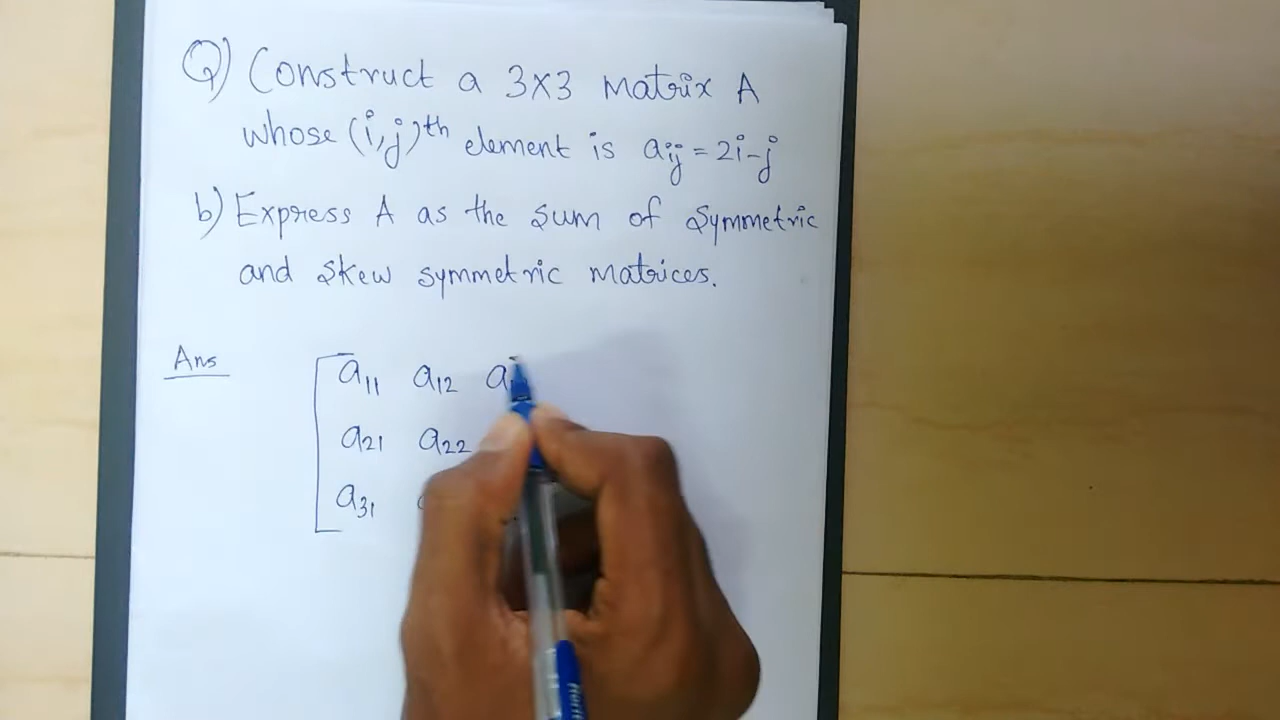 Q) Construct a 3x3 matrix A
whose (i,j)th element is aij = 2i-j
b) Express A as the sum of symmetric
and skew symmetric matrices.
Ans
a11 a12
a21 a22
a31